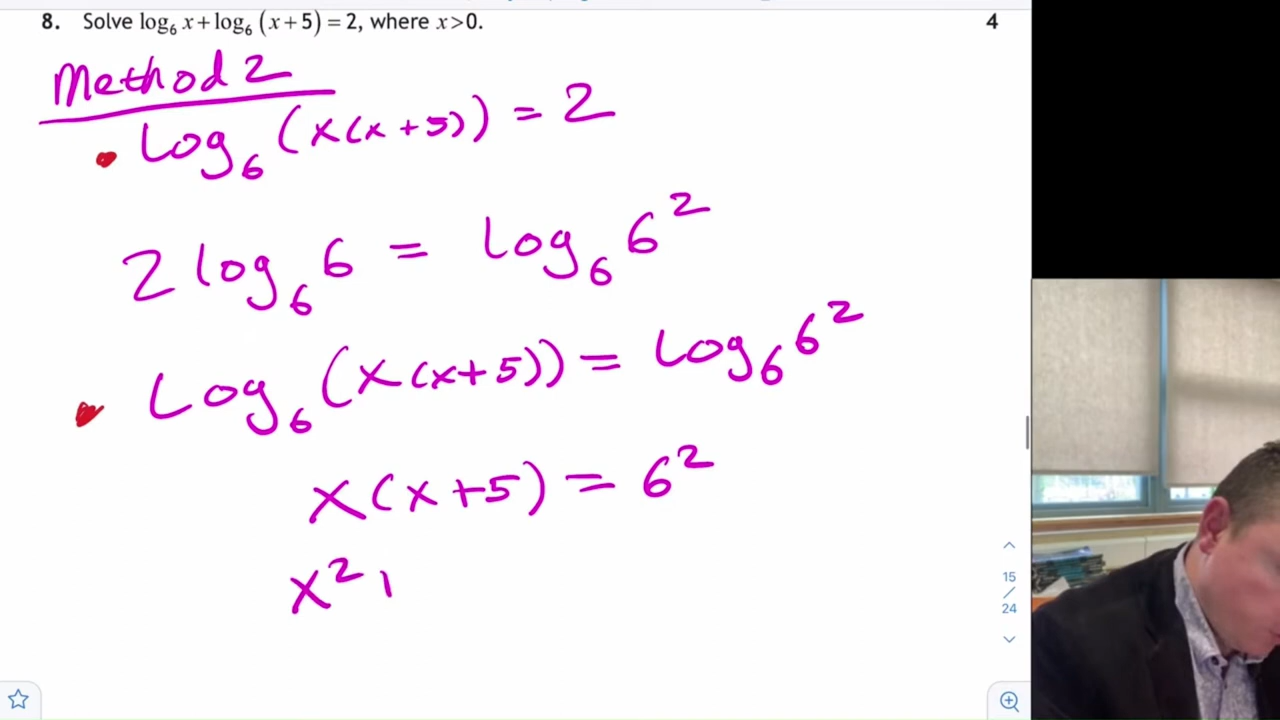 8. Solve log₆ x + log₆ (x + 5) = 2, where x > 0. 4
Method 2
• log₆ (x(x + 5)) = 2
2 log₆ 6 = log₆ 6²
• log₆ (x(x + 5)) = log₆ 6²
x(x + 5) = 6²
x²
15
/
24